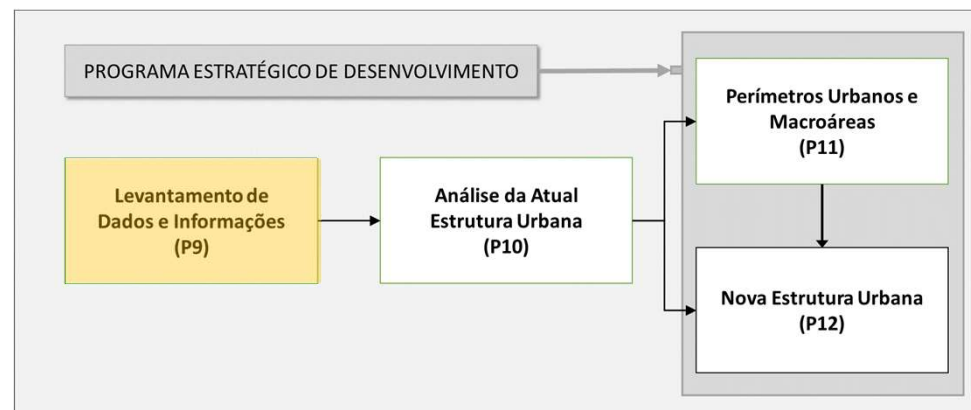 PROGRAMA ESTRATÉGICO DE DESENVOLVIMENTO
Perímetros Urbanos e
Macroáreas
(P11)
Levantamento de
Dados e Informações
(P9)
Análise da Atual
Estrutura Urbana
(P10)
Nova Estrutura Urbana
(P12)